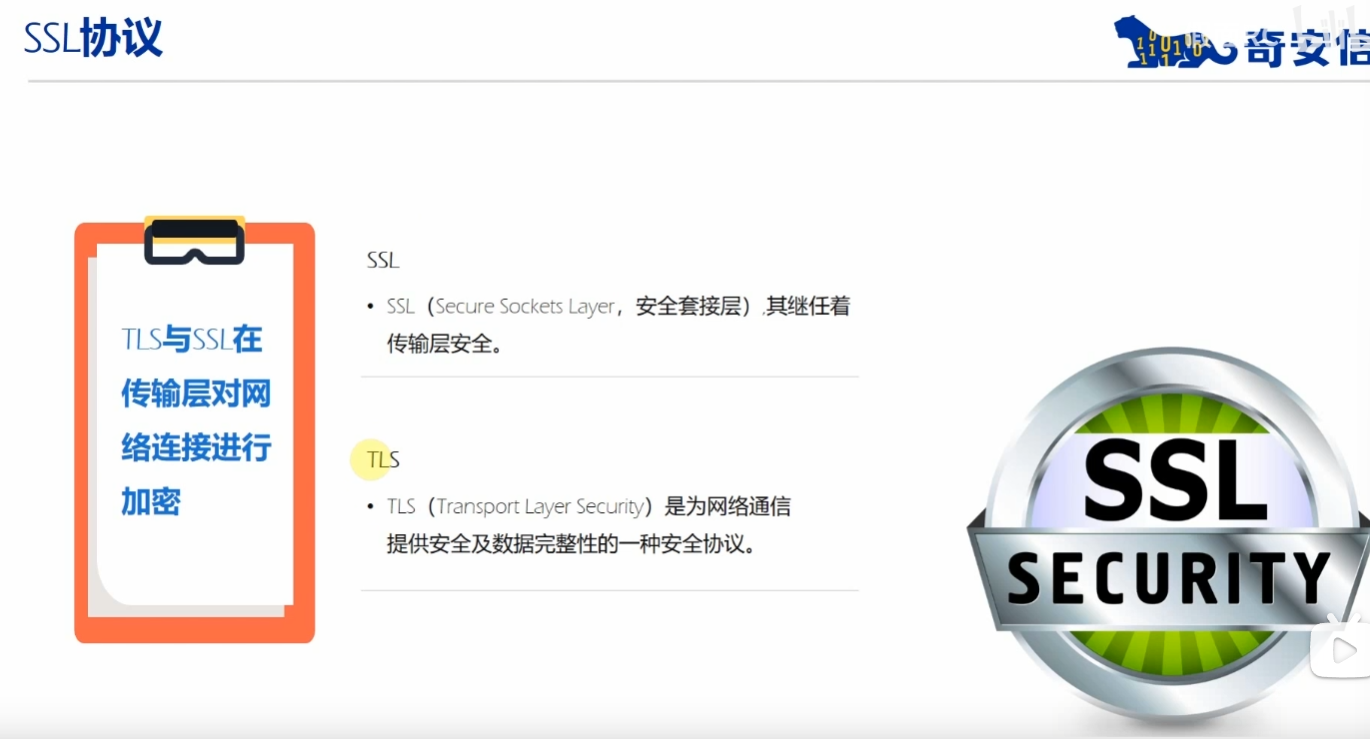 SSL协议
奇安信
TLS与SSL在
传输层对网
络连接进行
加密
SSL
• SSL（Secure Sockets Layer，安全套接层）,其继任着
传输层安全。
TLS
• TLS（Transport Layer Security）是为网络通信
提供安全及数据完整性的一种安全协议。
SSL
SECURITY